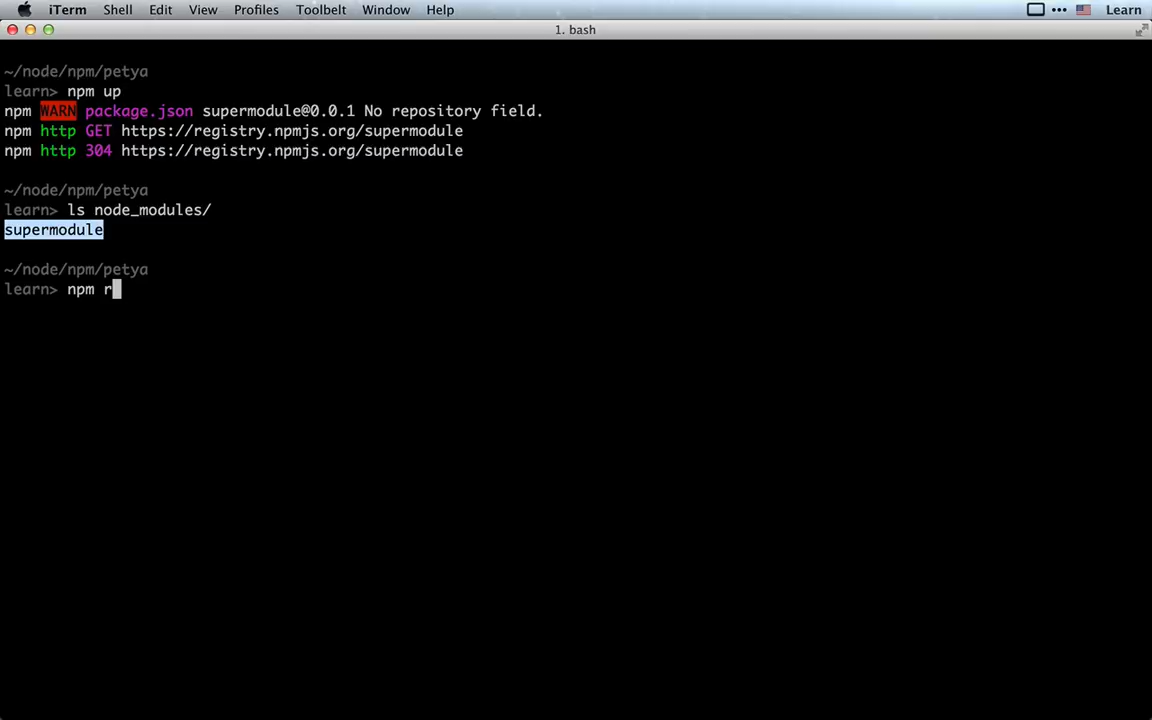 iTerm Shell Edit View Profiles Toolbelt Window Help Learn
1. bash
~/node/npm/petya
learn> npm up
npm WARN package.json supermodule@0.0.1 No repository field.
npm http GET https://registry.npmjs.org/supermodule
npm http 304 https://registry.npmjs.org/supermodule
~/node/npm/petya
learn> ls node_modules/
supermodule
~/node/npm/petya
learn> npm r